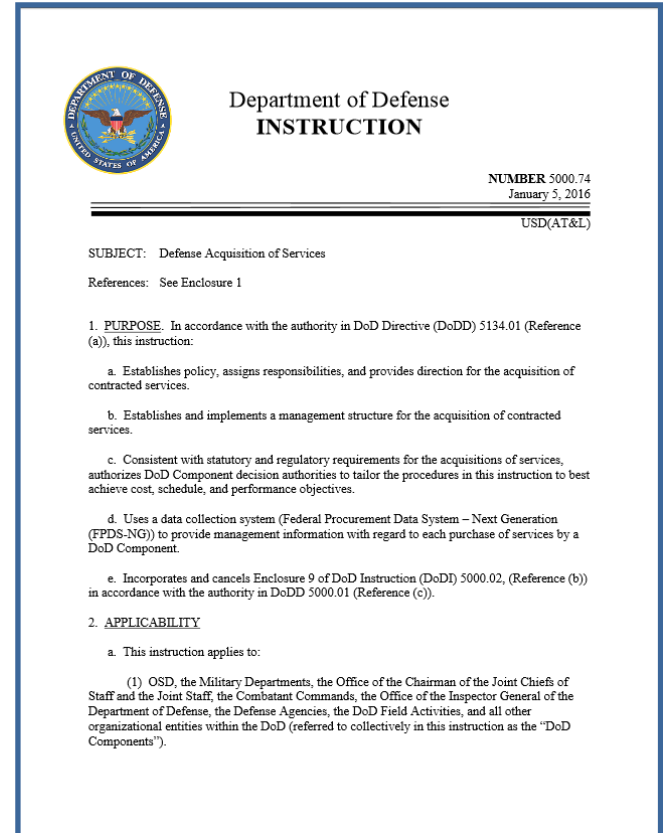 DEPARTMENT OF DEFENSE
UNITED STATES OF AMERICA
Department of Defense
INSTRUCTION
NUMBER 5000.74
January 5, 2016
USD(AT&L)
SUBJECT: Defense Acquisition of Services
References: See Enclosure 1
1. PURPOSE. In accordance with the authority in DoD Directive (DoDD) 5134.01 (Reference
(a)), this instruction:
a. Establishes policy, assigns responsibilities, and provides direction for the acquisition of
contracted services.
b. Establishes and implements a management structure for the acquisition of contracted
services.
c. Consistent with statutory and regulatory requirements for the acquisitions of services,
authorizes DoD Component decision authorities to tailor the procedures in this instruction to best
achieve cost, schedule, and performance objectives.
d. Uses a data collection system (Federal Procurement Data System – Next Generation
(FPDS-NG)) to provide management information with regard to each purchase of services by a
DoD Component.
e. Incorporates and cancels Enclosure 9 of DoD Instruction (DoDI) 5000.02, (Reference (b))
in accordance with the authority in DoDD 5000.01 (Reference (c)).
2. APPLICABILITY
a. This instruction applies to:
(1) OSD, the Military Departments, the Office of the Chairman of the Joint Chiefs of
Staff and the Joint Staff, the Combatant Commands, the Office of the Inspector General of the
Department of Defense, the Defense Agencies, the DoD Field Activities, and all other
organizational entities within the DoD (referred to collectively in this instruction as the “DoD
Components”).